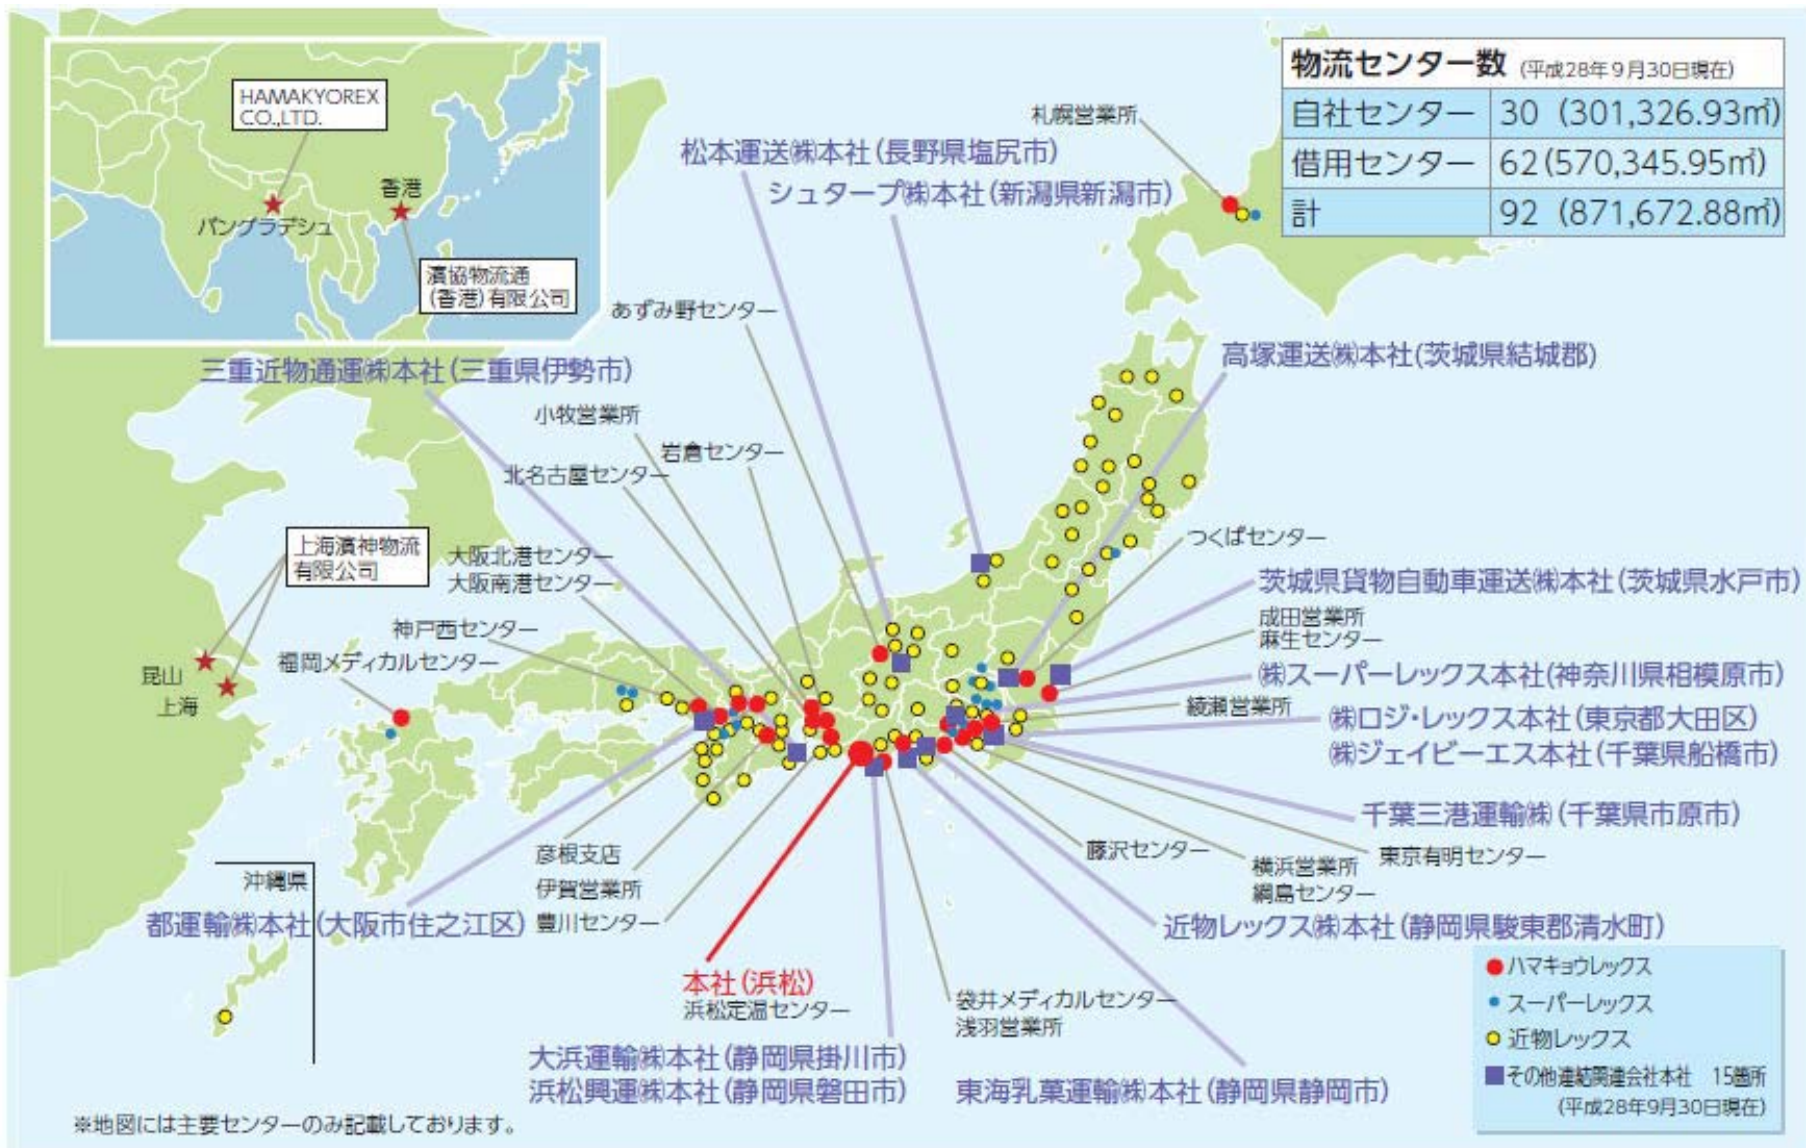 HAMAKYOREX
CO.,LTD.
香港
バングラデシュ
濱協物流通
(香港)有限公司
物流センター数 (平成28年9月30日現在)
自社センター 30 (301,326.93㎡)
借用センター 62(570,345.95㎡)
計 92 (871,672.88㎡)
札幌営業所
松本運送㈱本社(長野県塩尻市)
シュタープ㈱本社(新潟県新潟市)
あずみ野センター
高塚運送㈱本社(茨城県結城郡)
三重近物通運㈱本社(三重県伊勢市)
小牧営業所
岩倉センター
北名古屋センター
上海濱神物流
有限公司
大阪北港センター
大阪南港センター
神戸西センター
福岡メディカルセンター
昆山
上海
つくばセンター
茨城県貨物自動車運送㈱本社(茨城県水戸市)
成田営業所
麻生センター
㈱スーパーレックス本社(神奈川県相模原市)
綾瀬営業所
㈱ロジ・レックス本社(東京都大田区)
㈱ジェイビーエス本社(千葉県船橋市)
千葉三港運輸㈱(千葉県市原市)
彦根支店
伊賀営業所
豊川センター
藤沢センター
横浜営業所
綱島センター
東京有明センター
沖縄県
都運輸㈱本社(大阪市住之江区)
近物レックス㈱本社(静岡県駿東郡清水町)
本社(浜松)
浜松定温センター
袋井メディカルセンター
浅羽営業所
大浜運輸㈱本社(静岡県掛川市)
浜松興運㈱本社(静岡県磐田市)
東海乳菓運輸㈱本社(静岡県静岡市)
ハマキョウレックス
スーパーレックス
近物レックス
その他連結関連会社本社 15箇所
(平成28年9月30日現在)
※地図には主要センターのみ記載しております。